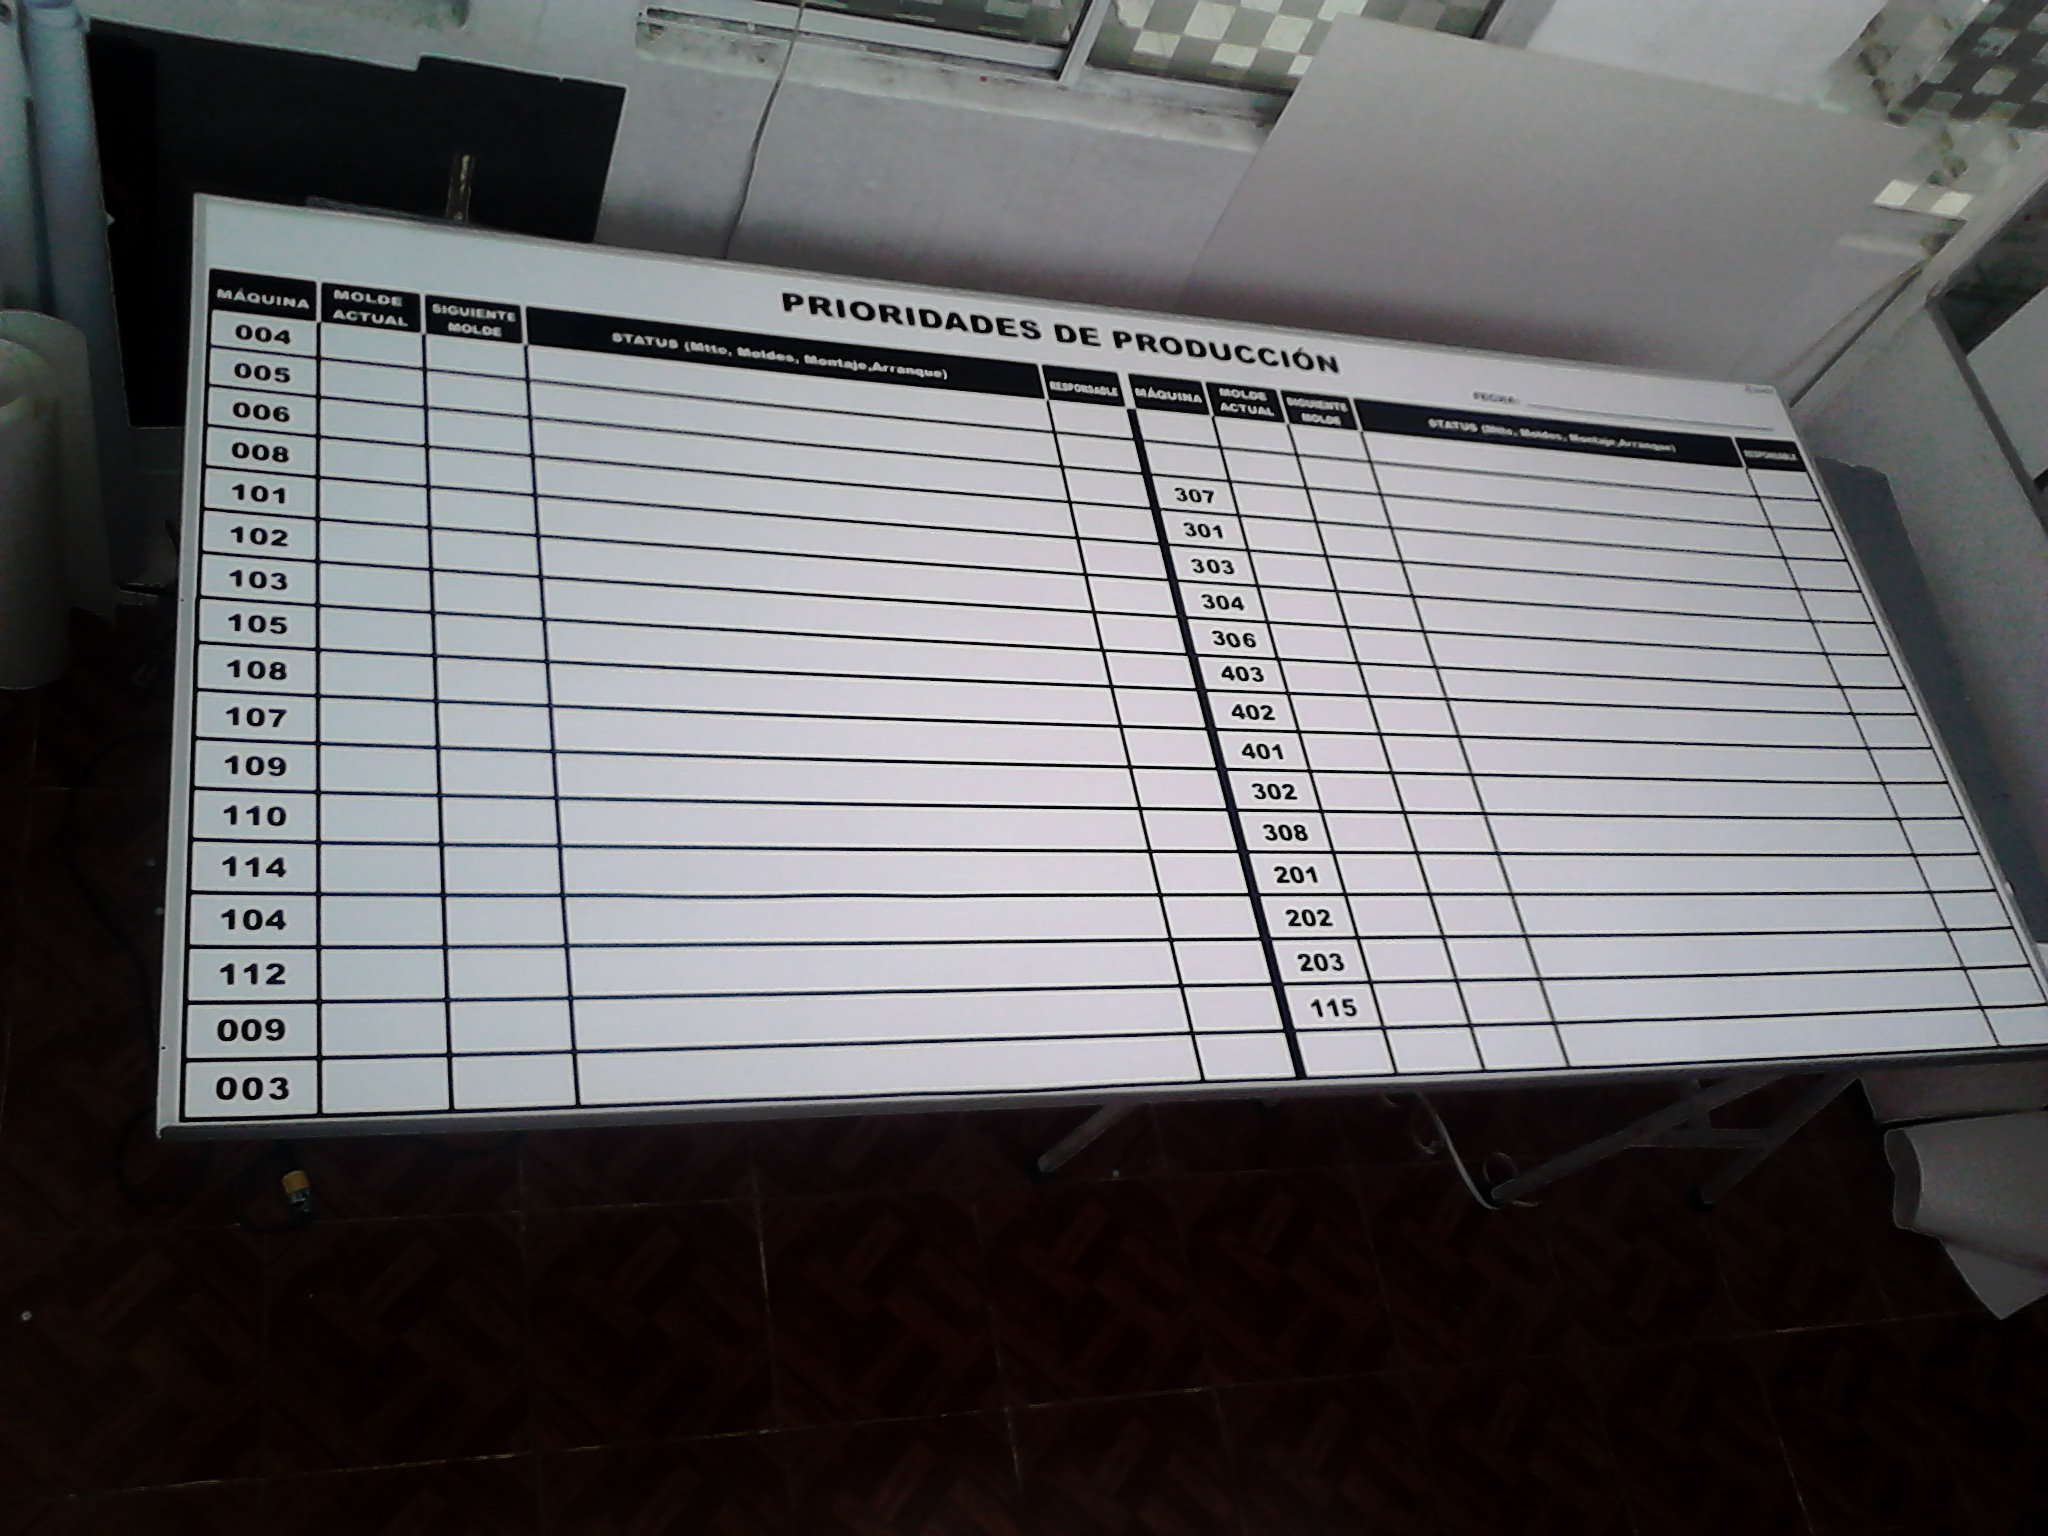 PRIORIDADES DE PRODUCCIÓN
FECHA:
MÁQUINA
MOLDE
ACTUAL
SIGUIENTE
MOLDE
STATUS (Mtto, Moldes, Montaje,Arranque)
RESPONSABLE
004
005
006
008
101
102
103
105
108
107
109
110
114
104
112
009
003
MÁQUINA
MOLDE
ACTUAL
SIGUIENTE
MOLDE
STATUS (Mtto, Moldes, Montaje,Arranque)
RESPONSABLE
307
301
303
304
306
403
402
401
302
308
201
202
203
115